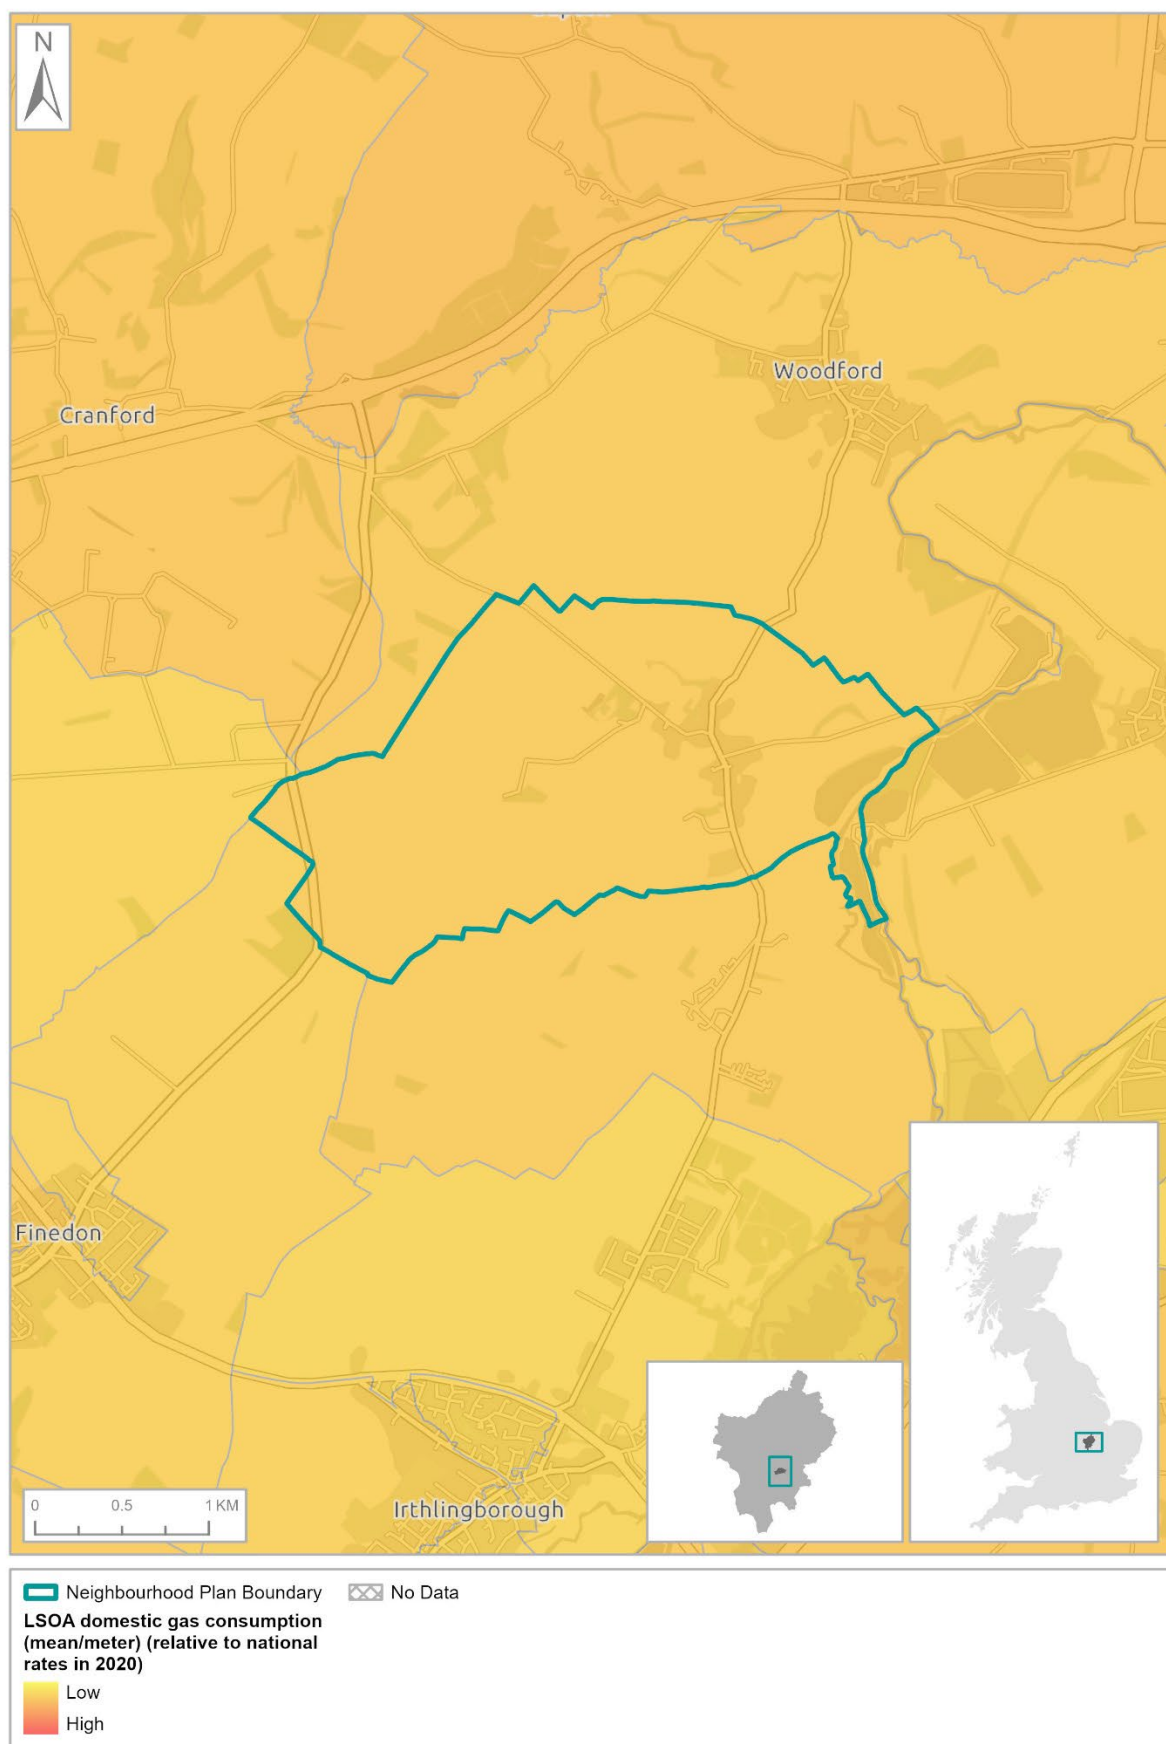 N
Woodford
Cranford
Finedon
Irthlingborough
0 0.5 1 KM
Neighbourhood Plan Boundary No Data
LSOA domestic gas consumption
(mean/meter) (relative to national
rates in 2020)
Low
High